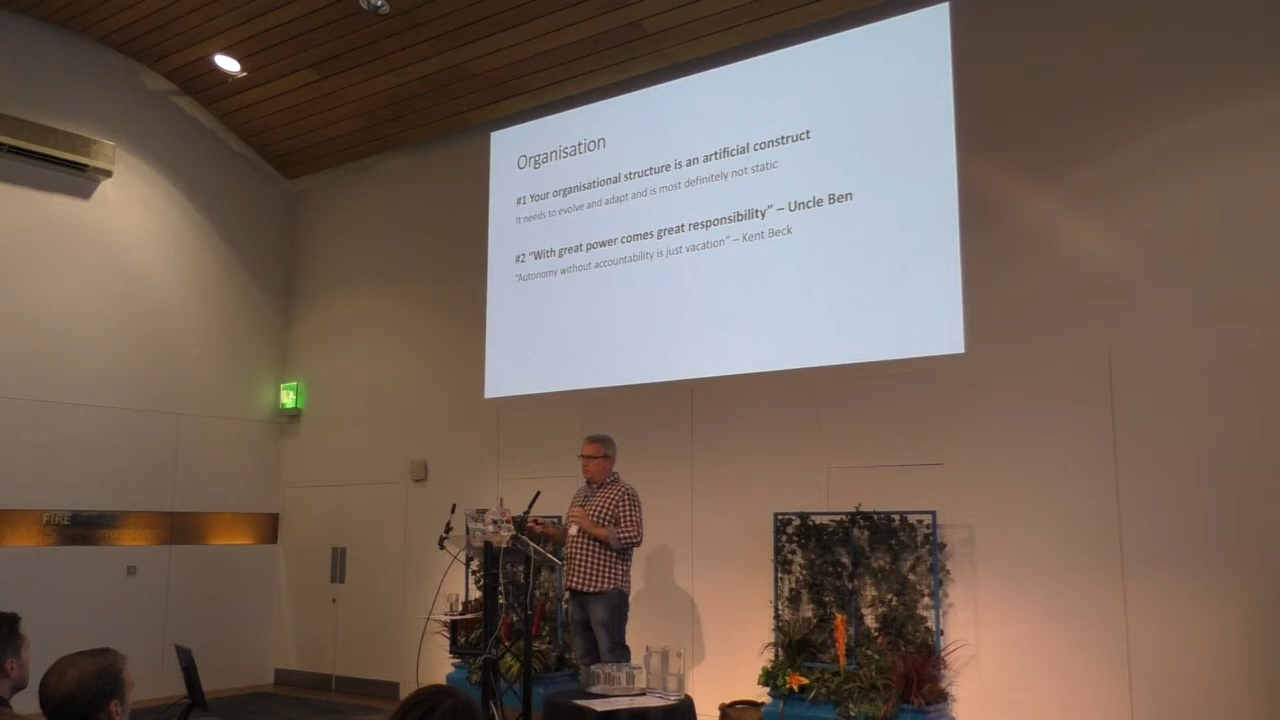 Organisation
#1 Your organisational structure is an artificial construct
It needs to evolve and adapt and is most definitely not static
#2 "With great power comes great responsibility" – Uncle Ben
"Autonomy without accountability is just vacation" – Kent Beck
FIRE